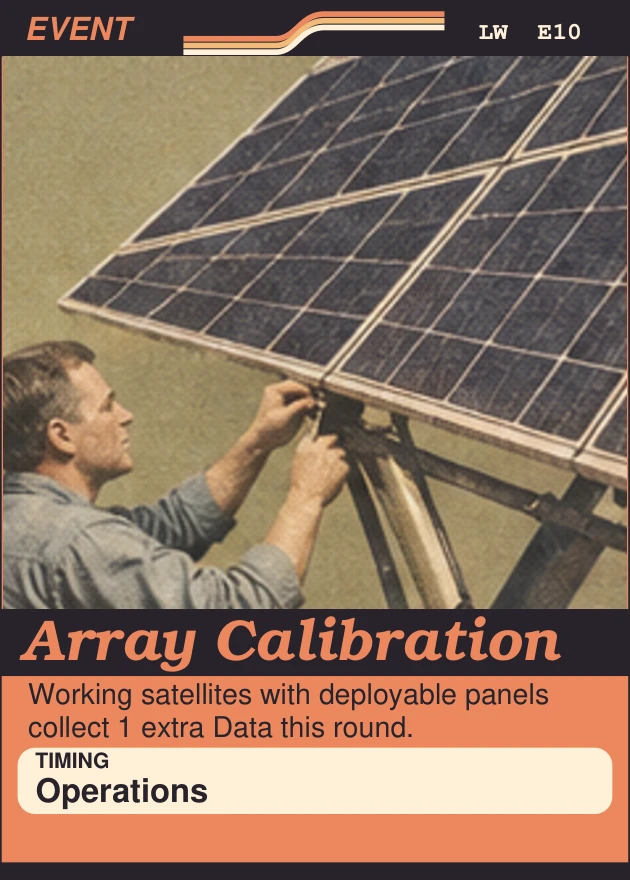 EVENT
LW E10
Array Calibration
Working satellites with deployable panels
collect 1 extra Data this round.
TIMING
Operations